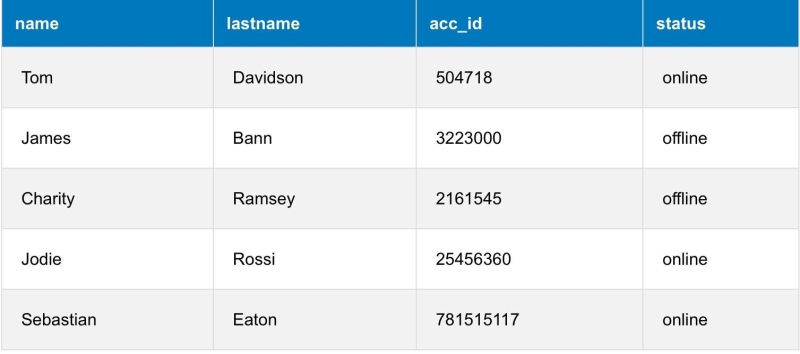 name lastname acc_id status
Tom Davidson 504718 online
James Bann 3223000 offline
Charity Ramsey 2161545 offline
Jodie Rossi 25456360 online
Sebastian Eaton 781515117 online